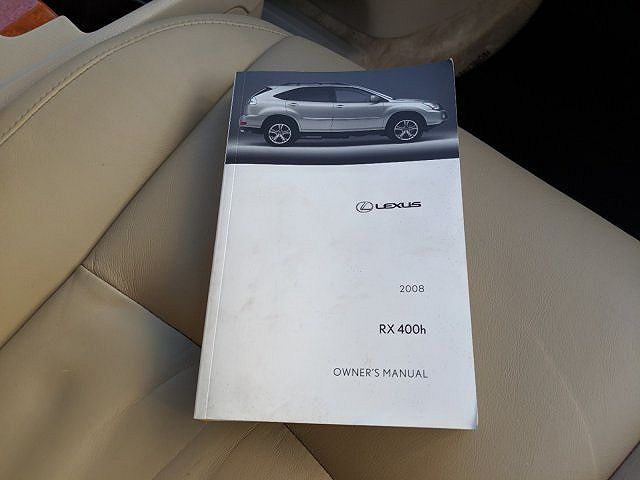 LEXUS
2008
RX 400h
OWNER'S MANUAL